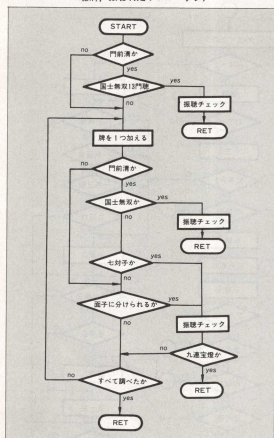 START
門前清か
no
yes
国士無双13門聴
yes
no
振聴チェック
RET
牌を1つ加える
門前清か
no
yes
国士無双か
yes
no
振聴チェック
RET
七対子か
yes
no
面子に分けられるか
yes
no
振聴チェック
no
九連宝燈か
yes
すべて調べたか
no
yes
RET
RET